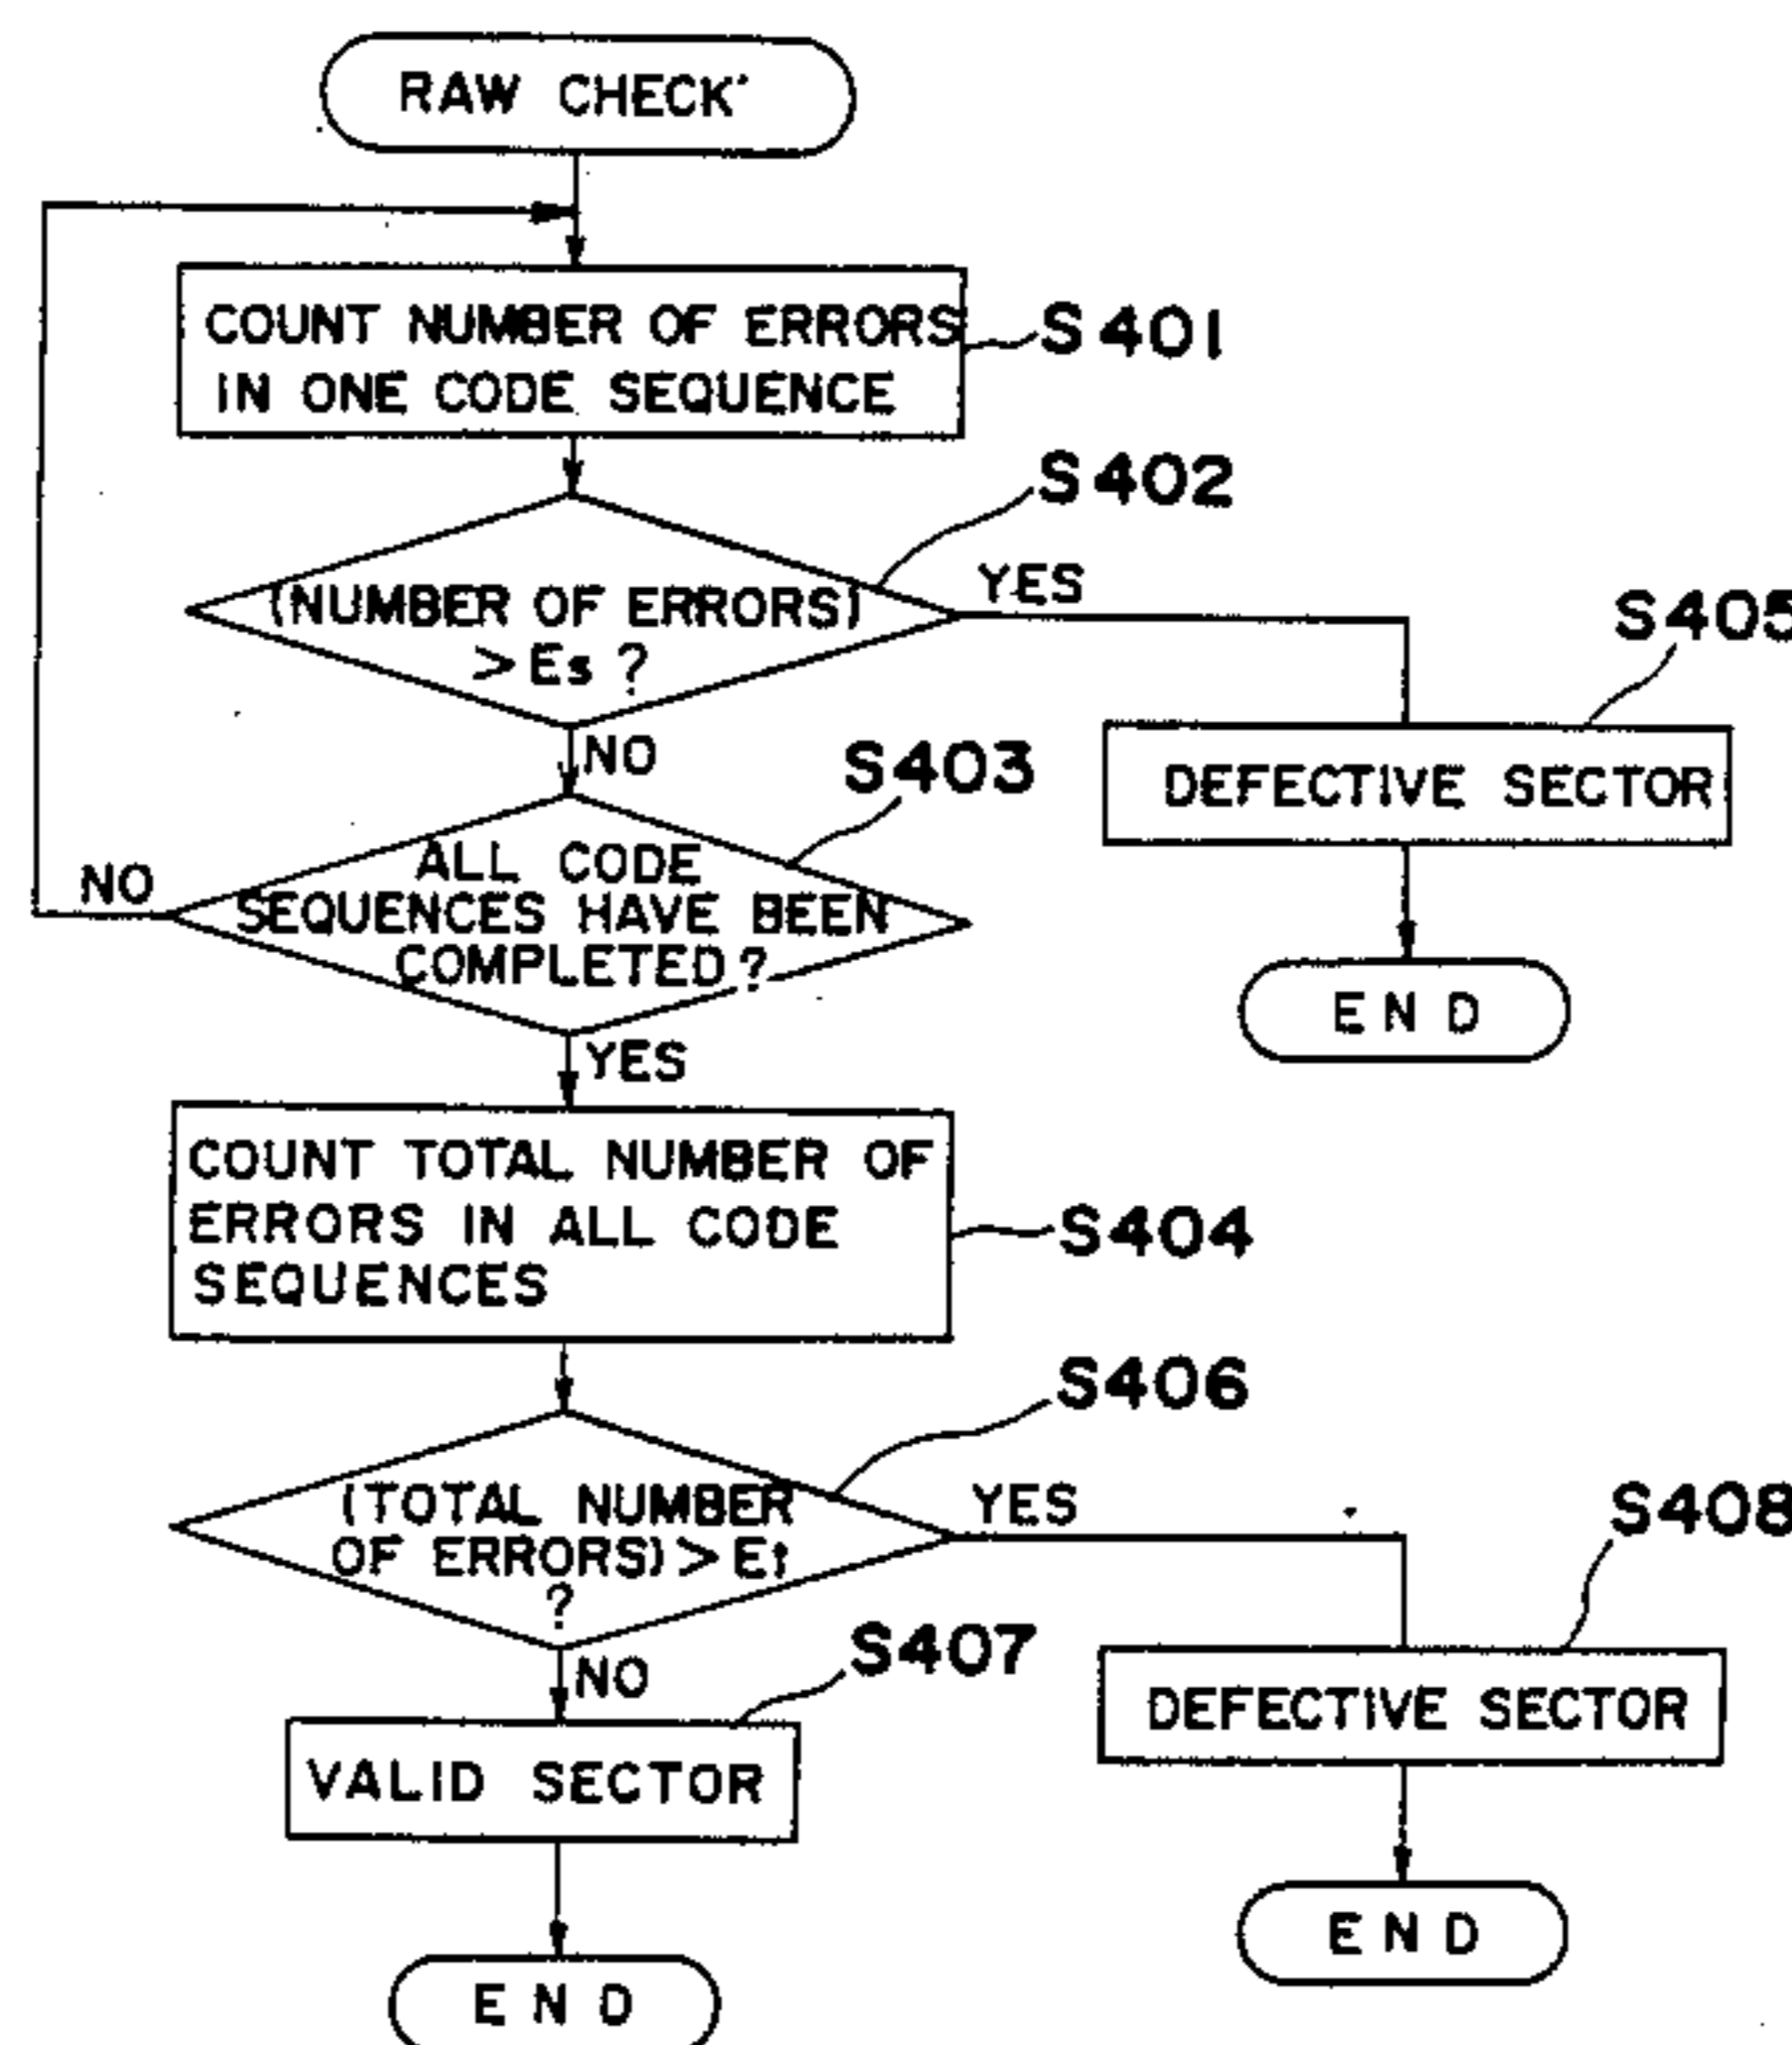 RAW CHECK
COUNT NUMBER OF ERRORS
IN ONE CODE SEQUENCE
S401
S402
(NUMBER OF ERRORS)
> Es ?
YES
S405
DEFECTIVE SECTOR
END
NO
S403
ALL CODE
SEQUENCES HAVE BEEN
COMPLETED ?
NO
YES
COUNT TOTAL NUMBER OF
ERRORS IN ALL CODE
SEQUENCES
S404
S406
(TOTAL NUMBER
OF ERRORS) > Et
?
YES
S408
DEFECTIVE SECTOR
END
NO
S407
VALID SECTOR
END